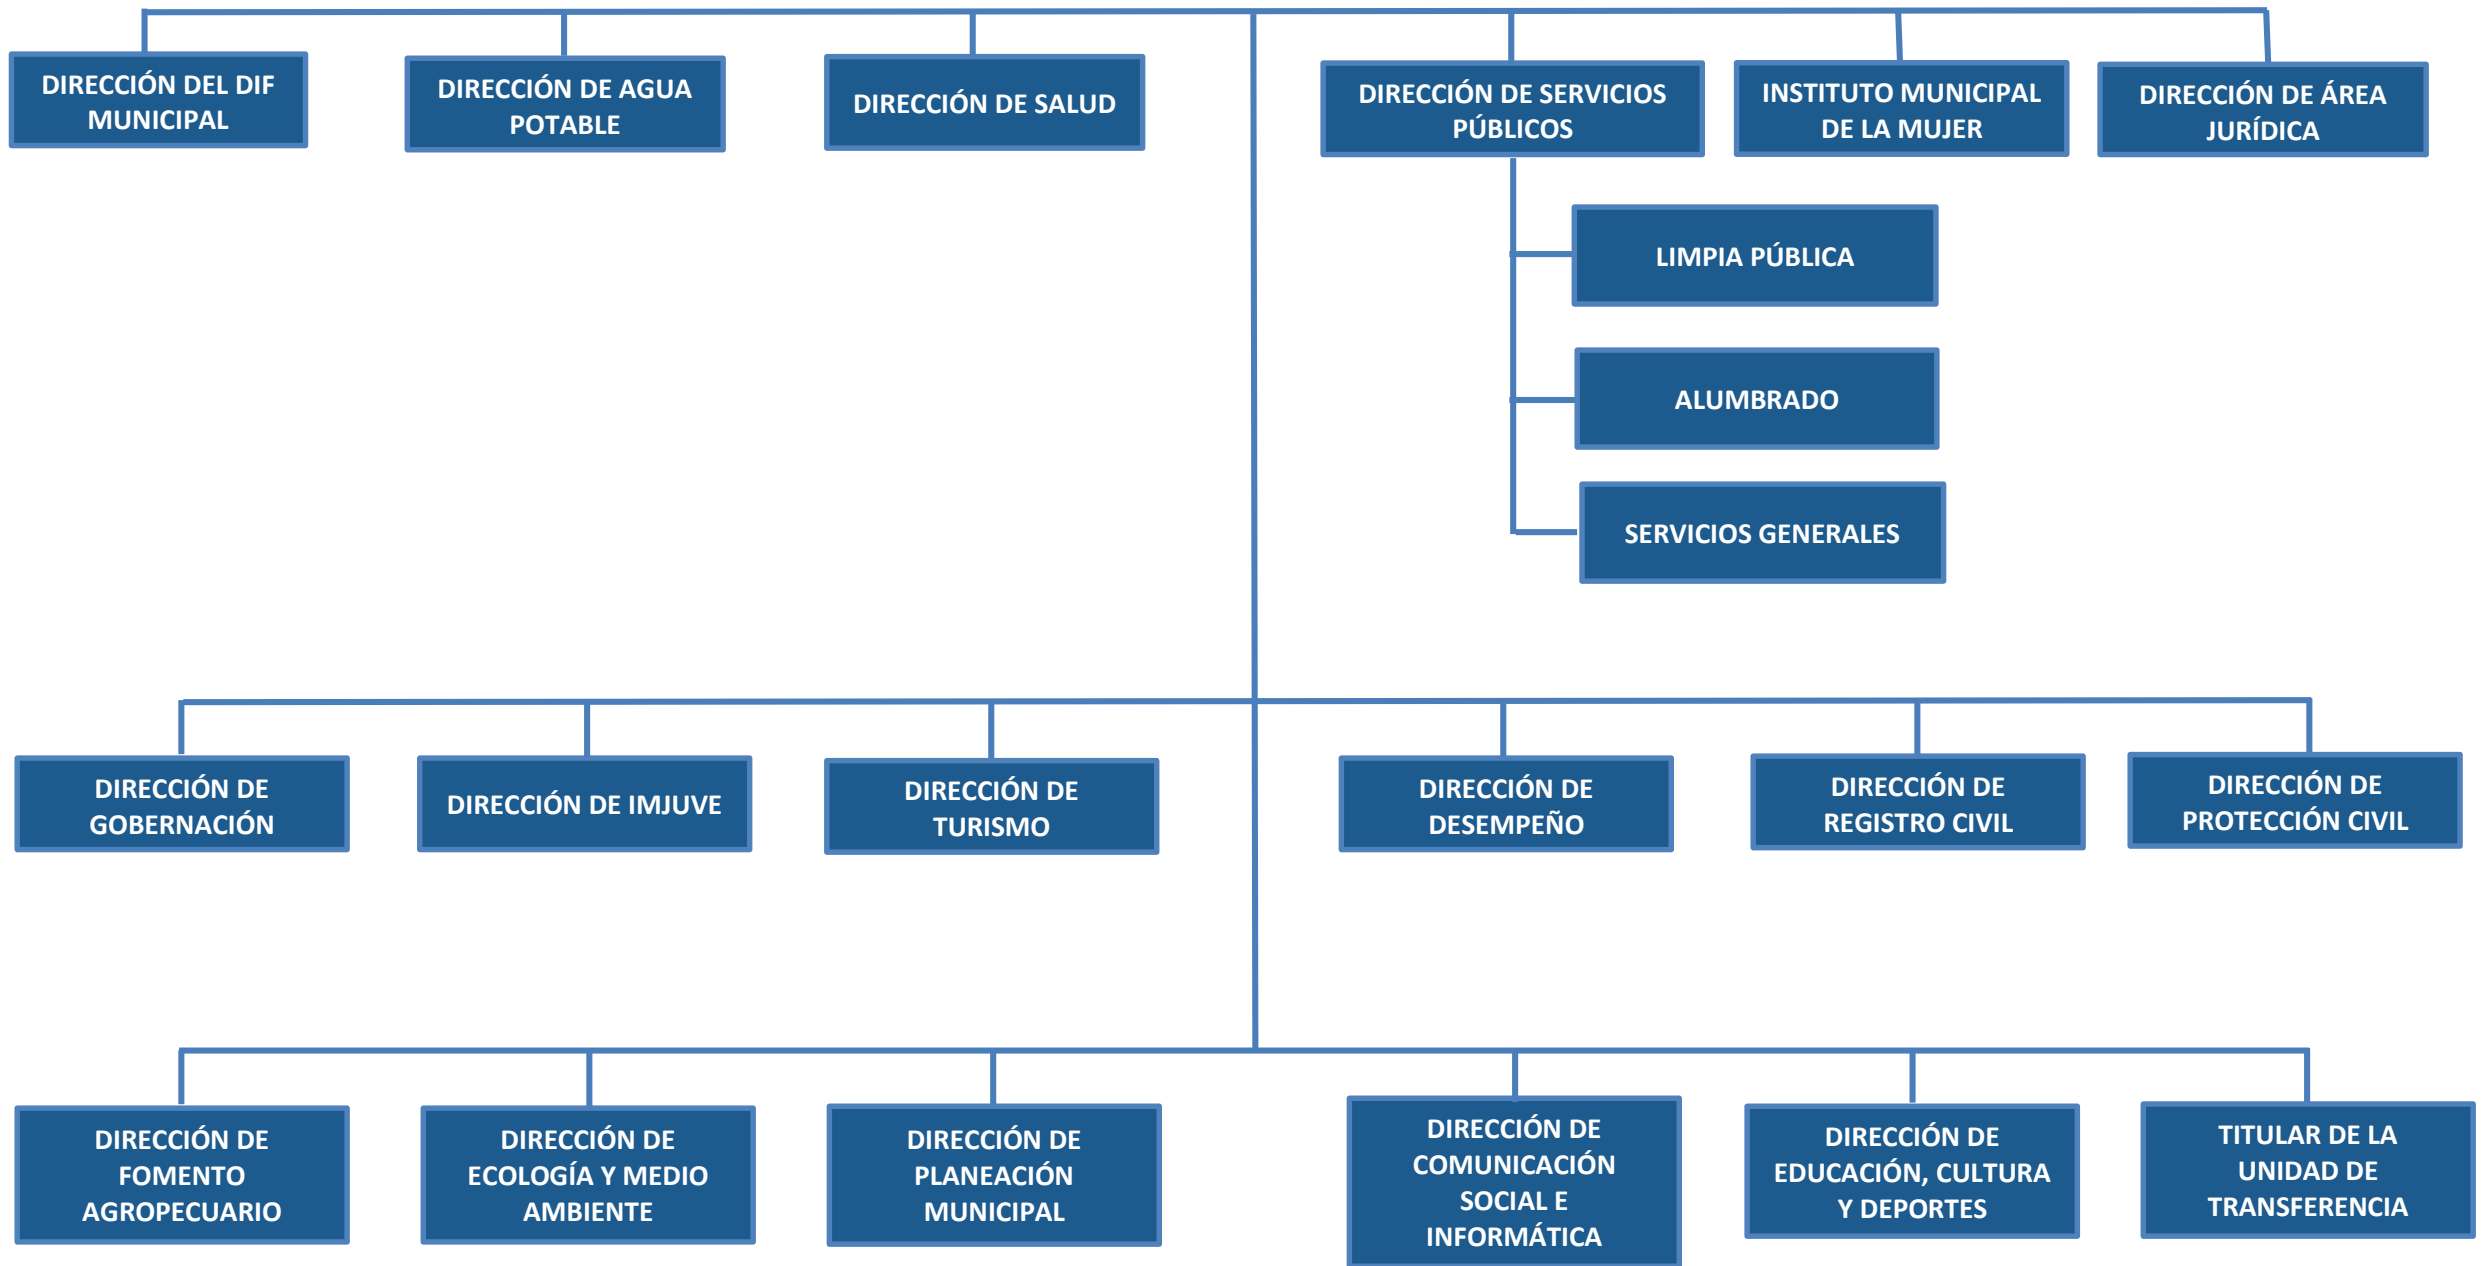 DIRECCIÓN DEL DIF
MUNICIPAL
DIRECCIÓN DE AGUA
POTABLE
DIRECCIÓN DE SALUD
DIRECCIÓN DE SERVICIOS
PÚBLICOS
INSTITUTO MUNICIPAL
DE LA MUJER
DIRECCIÓN DE ÁREA
JURÍDICA
LIMPIA PÚBLICA
ALUMBRADO
SERVICIOS GENERALES
DIRECCIÓN DE
GOBERNACIÓN
DIRECCIÓN DE IMJUVE
DIRECCIÓN DE
TURISMO
DIRECCIÓN DE
DESEMPEÑO
DIRECCIÓN DE
REGISTRO CIVIL
DIRECCIÓN DE
PROTECCIÓN CIVIL
DIRECCIÓN DE
FOMENTO
AGROPECUARIO
DIRECCIÓN DE
ECOLOGÍA Y MEDIO
AMBIENTE
DIRECCIÓN DE
PLANEACIÓN
MUNICIPAL
DIRECCIÓN DE
COMUNICACIÓN
SOCIAL E
INFORMÁTICA
DIRECCIÓN DE
EDUCACIÓN, CULTURA
Y DEPORTES
TITULAR DE LA
UNIDAD DE
TRANSFERENCIA